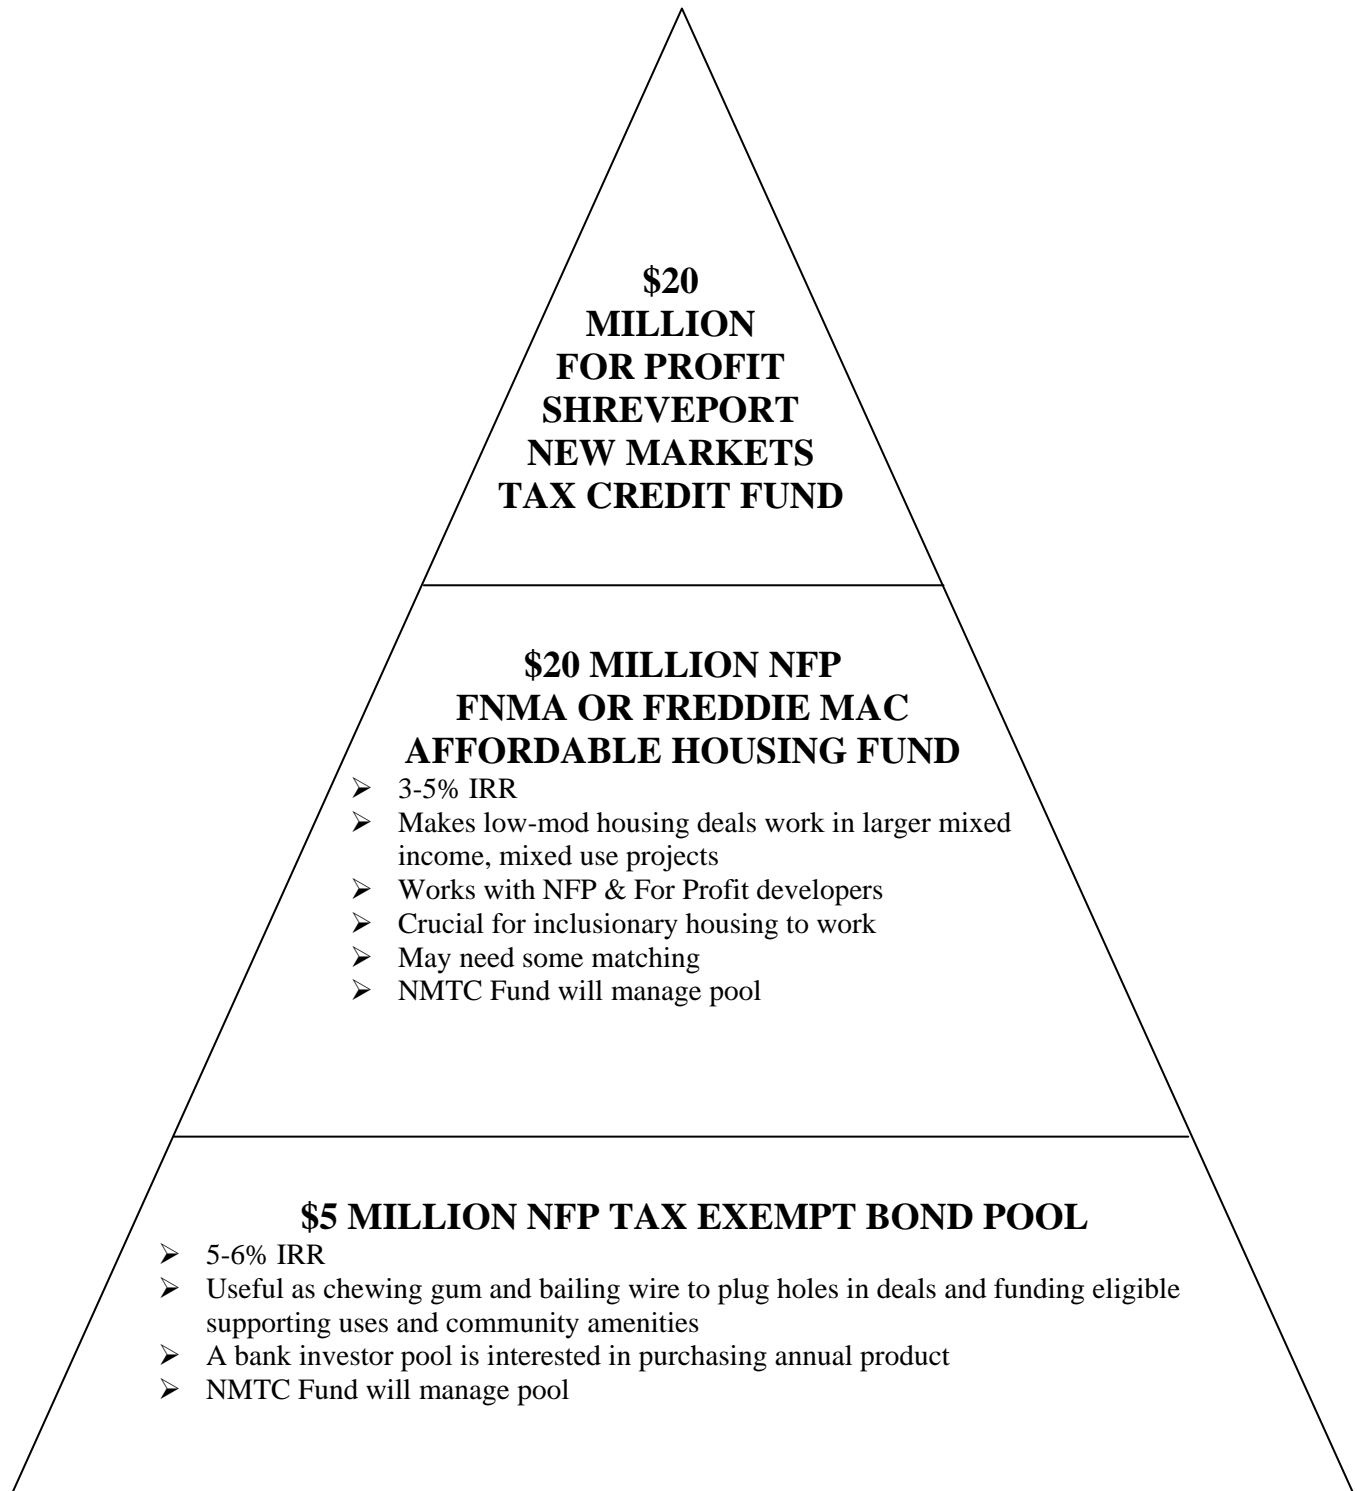 $20
MILLION
FOR PROFIT
SHREVEPORT
NEW MARKETS
TAX CREDIT FUND
$20 MILLION NFP
FNMA OR FREDDIE MAC
AFFORDABLE HOUSING FUND
➢ 3-5% IRR
➢ Makes low-mod housing deals work in larger mixed
income, mixed use projects
➢ Works with NFP & For Profit developers
➢ Crucial for inclusionary housing to work
➢ May need some matching
➢ NMTC Fund will manage pool
$5 MILLION NFP TAX EXEMPT BOND POOL
➢ 5-6% IRR
➢ Useful as chewing gum and bailing wire to plug holes in deals and funding eligible
supporting uses and community amenities
➢ A bank investor pool is interested in purchasing annual product
➢ NMTC Fund will manage pool